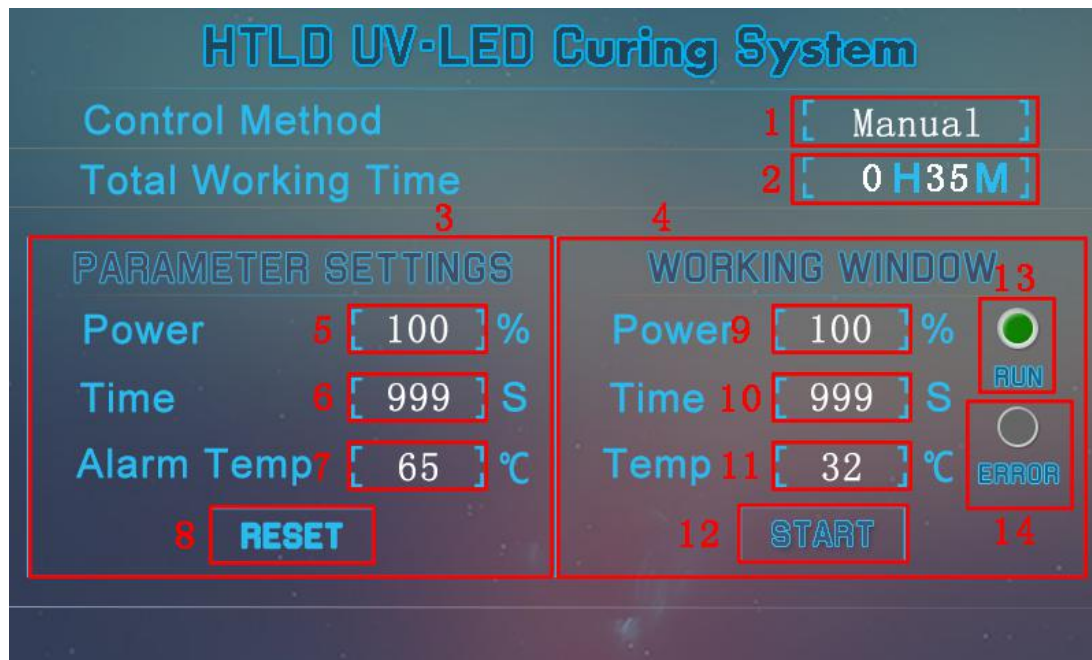 HTLD UV-LED Curing System
Control Method 1 [ Manual ]
Total Working Time 2 [ 0 H35 M ]
3 4
PARAMETER SETTINGS
Power 5 [ 100 ] %
Time 6 [ 999 ] S
Alarm Temp 7 [ 65 ] ℃
8 RESET
WORKING WINDOW
Power 9 [ 100 ] %
Time 10 [ 999 ] S
Temp 11 [ 32 ] ℃
12 START
13
RUN
ERROR
14